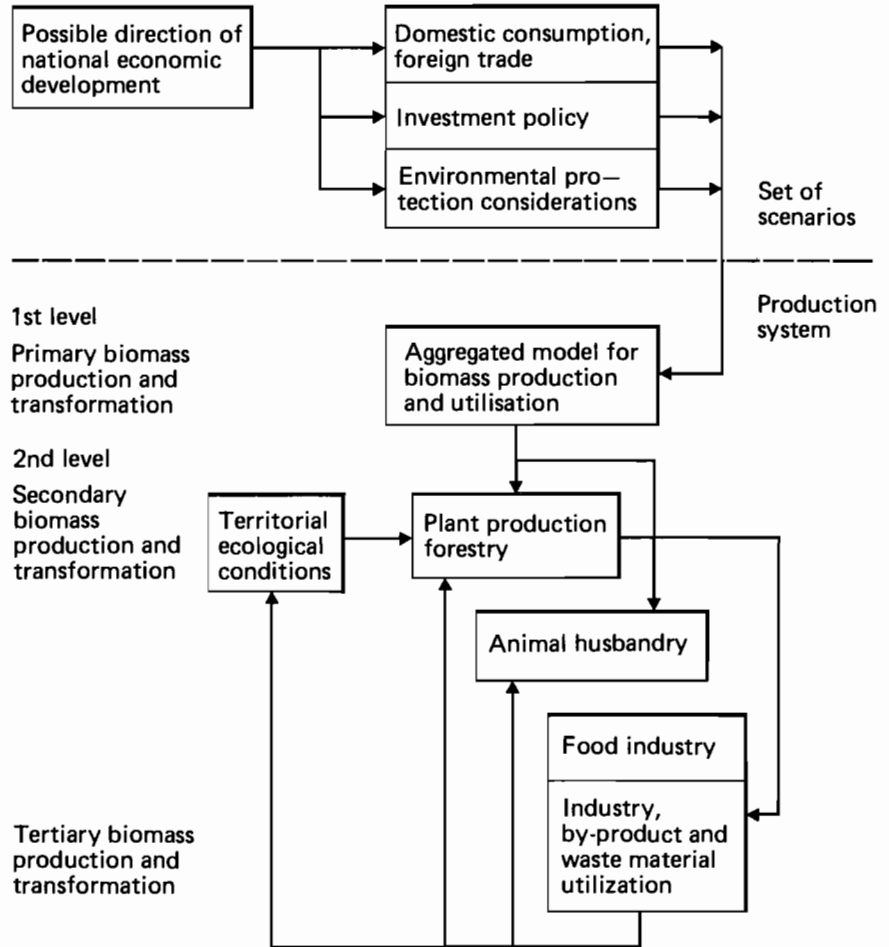 Possible direction of
national economic
development
Domestic consumption,
foreign trade
Investment policy
Environmental pro—
tection considerations
Set of
scenarios
Production
system
1st level
Primary biomass
production and
transformation
Aggregated model for
biomass production
and utilisation
2nd level
Secondary
biomass
production and
transformation
Territorial
ecological
conditions
Plant production
forestry
Animal husbandry
Food industry
Industry,
by-product and
waste material
utilization
Tertiary biomass
production and
transformation